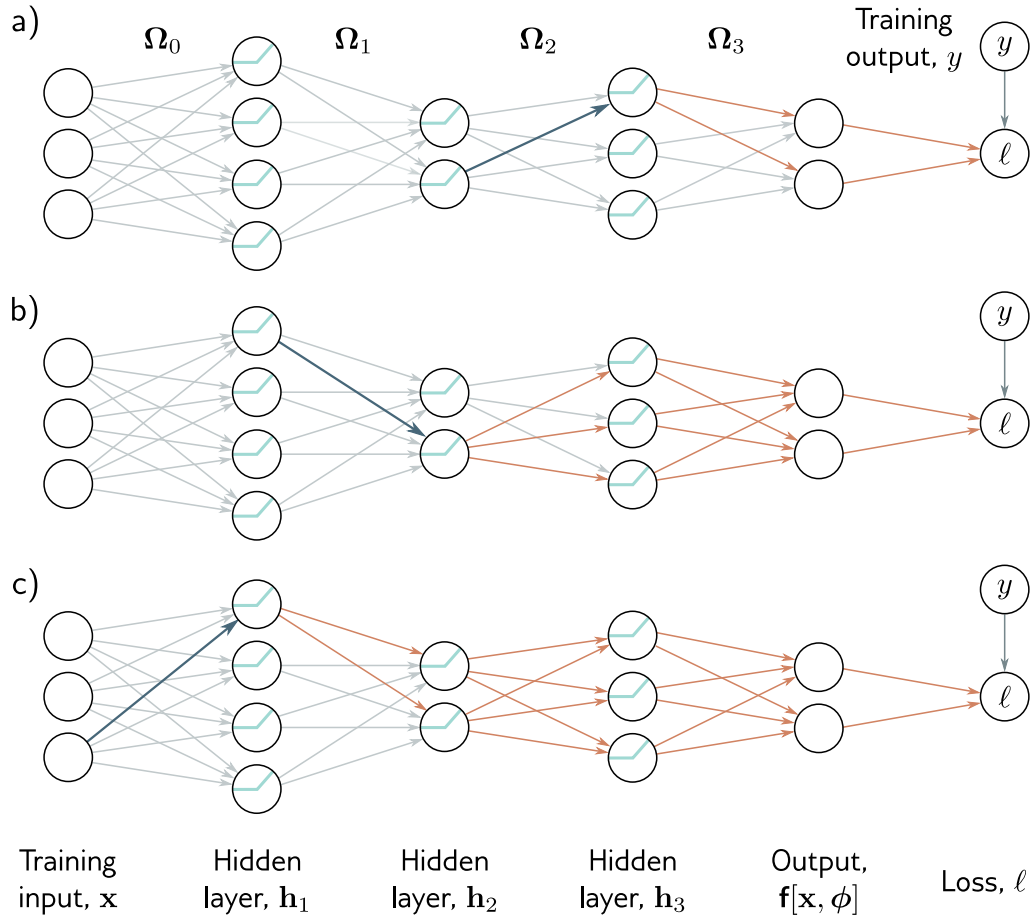 a)
Ω₀
Ω₁
Ω₂
Ω₃
Training
output, y
y
ℓ
b)
y
ℓ
c)
y
ℓ
Training
input, x
Hidden
layer, h₁
Hidden
layer, h₂
Hidden
layer, h₃
Output,
f[x, ϕ]
Loss, ℓ